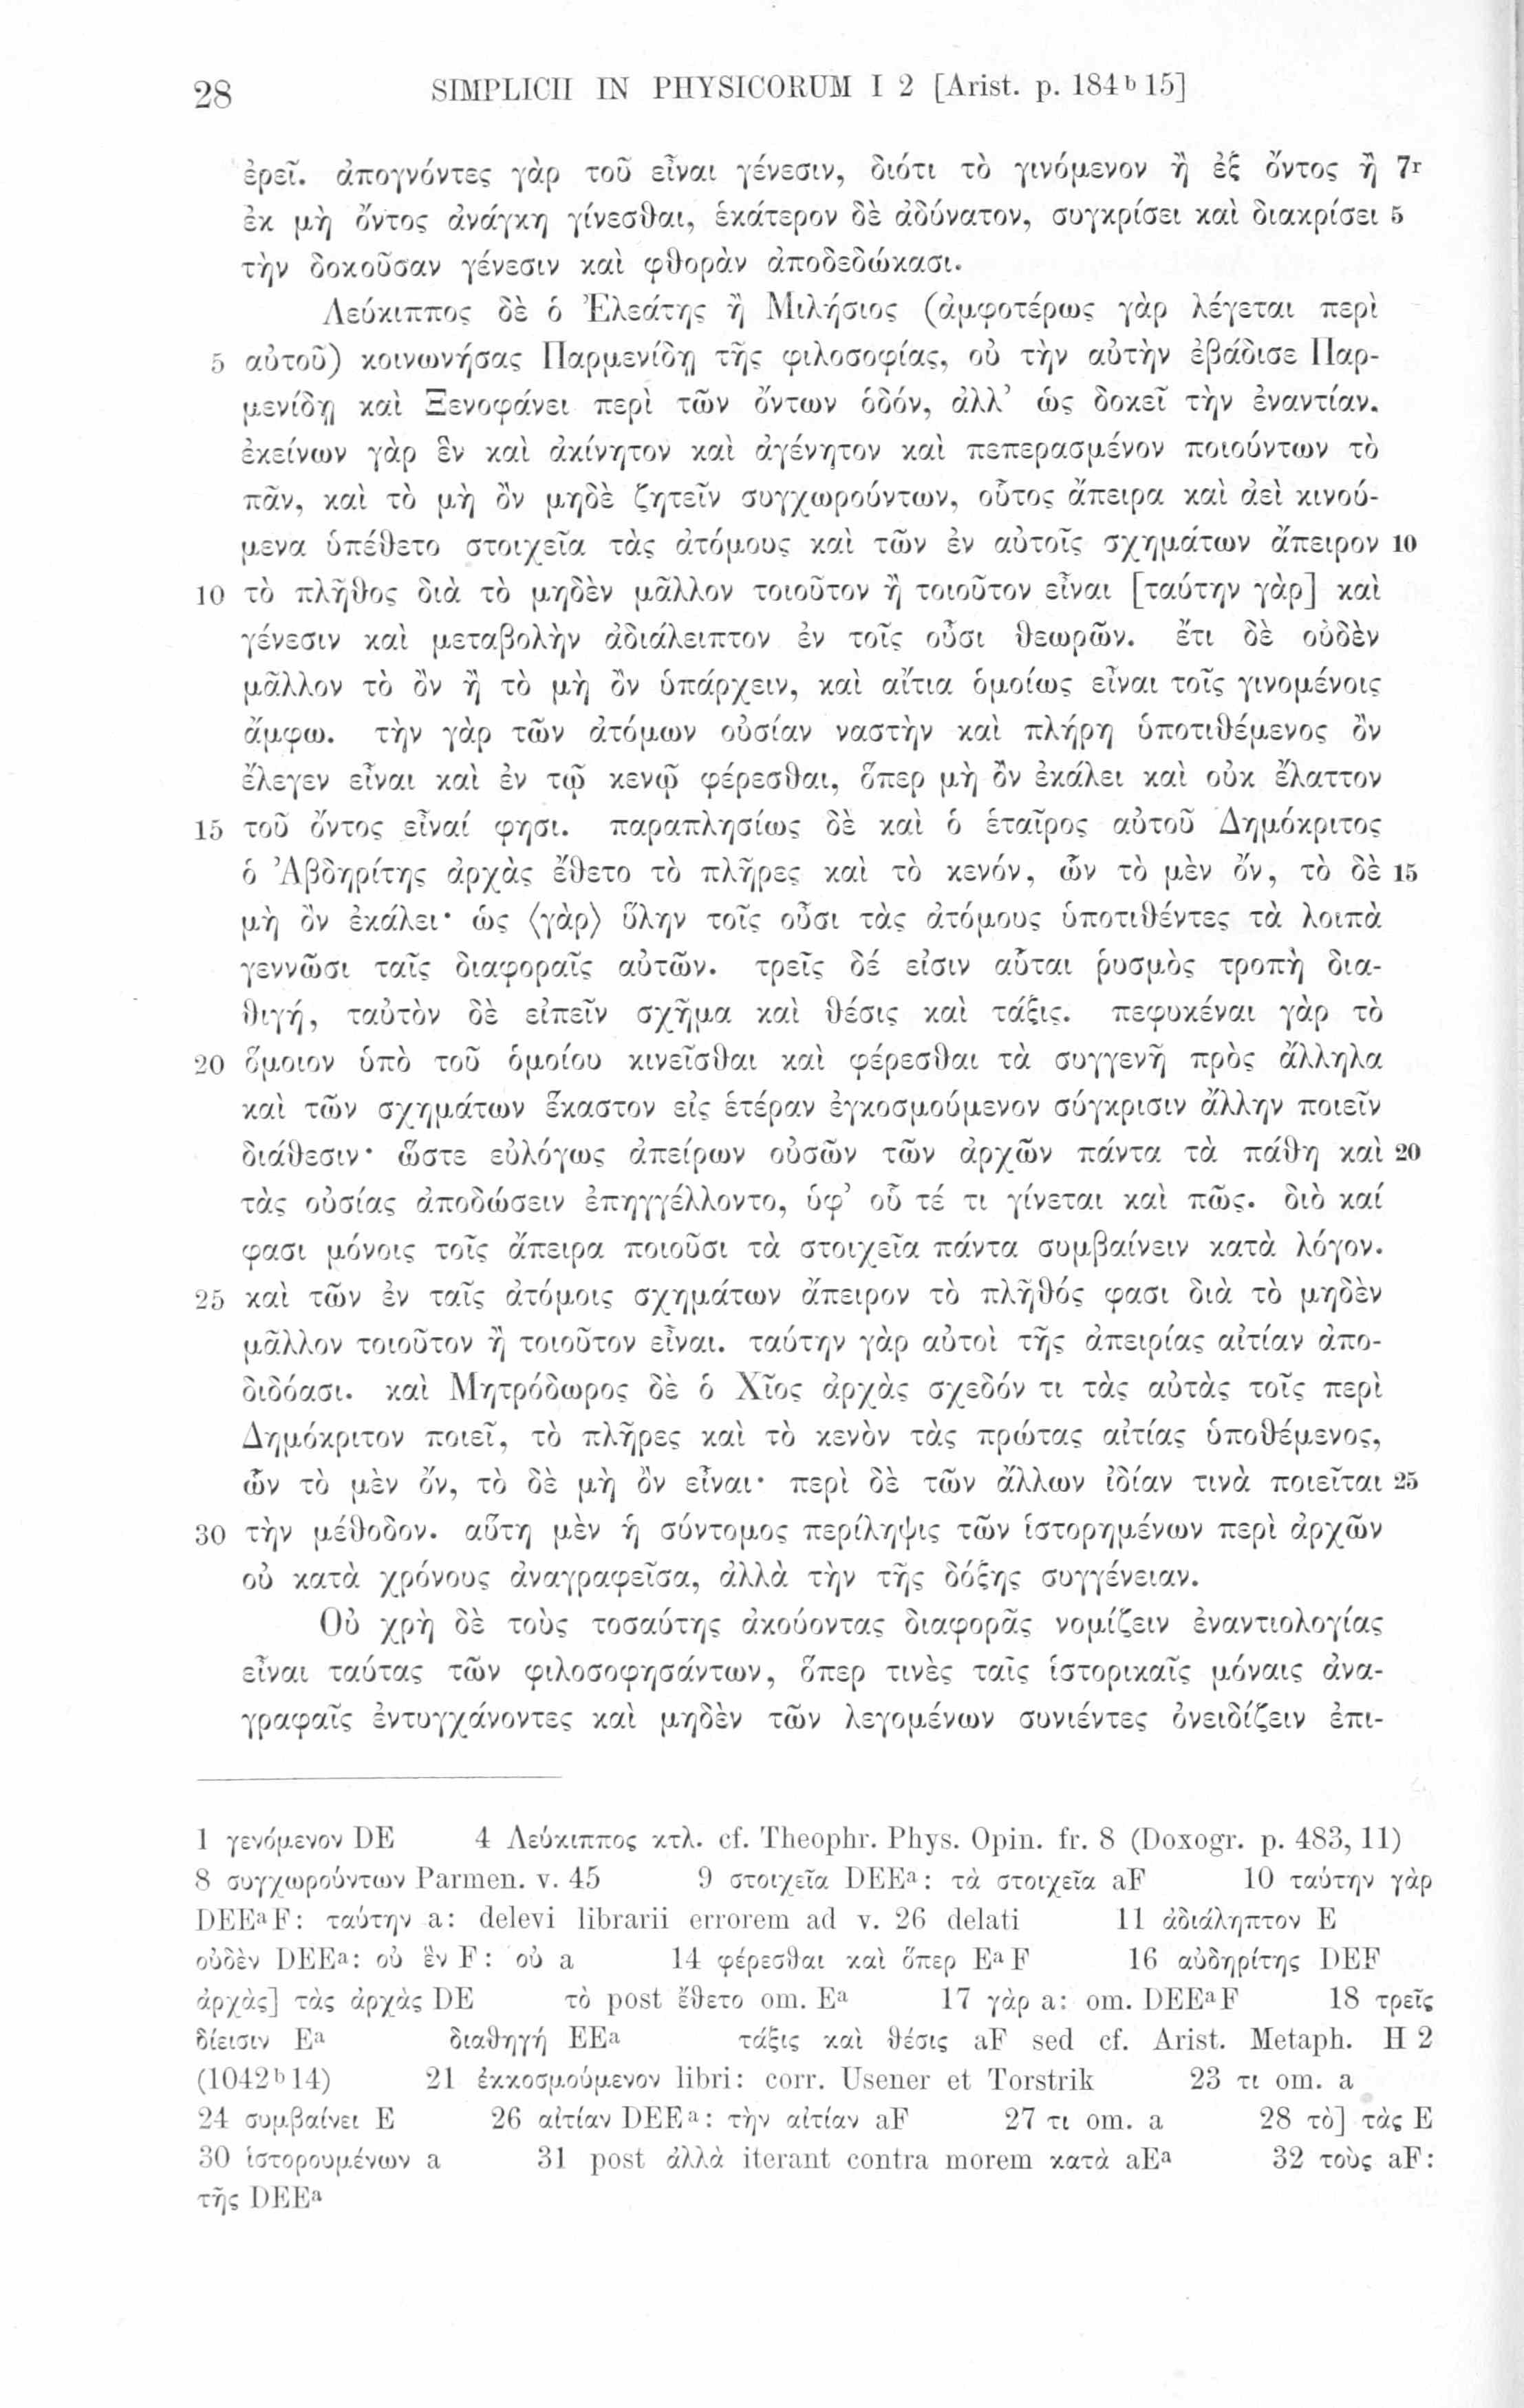 28 SIMPLICII IN PHYSICORUM I 2 [Arist. p. 184ᵇ15]
ἐρεῖ. ἀπογνόντες γὰρ τοῦ εἶναι γένεσιν, διότι τὸ γινόμενον ἢ ἐξ ὄντος ἢ 7ʳ
ἐκ μὴ ὄντος ἀνάγκη γίνεσθαι, ἑκάτερον δὲ ἀδύνατον, συγκρίσει καὶ διακρίσει 5
τὴν δοκοῦσαν γένεσιν καὶ φθορὰν ἀποδεδώκασι.
Λεύκιππος δὲ ὁ Ἐλεάτης ἢ Μιλήσιος (ἀμφοτέρως γὰρ λέγεται περὶ
5 αὐτοῦ) κοινωνήσας Παρμενίδῃ τῆς φιλοσοφίας, οὐ τὴν αὐτὴν ἐβάδισε Παρ-
μενίδῃ καὶ Ξενοφάνει περὶ τῶν ὄντων ὁδόν, ἀλλ’ ὡς δοκεῖ τὴν ἐναντίαν.
ἐκείνων γὰρ ἓν καὶ ἀκίνητον καὶ ἀγένητον καὶ πεπερασμένον ποιούντων τὸ
πᾶν, καὶ τὸ μὴ ὂν μηδὲ ζητεῖν συγχωρούντων, οὗτος ἄπειρα καὶ ἀεὶ κινού-
μενα ὑπέθετο στοιχεῖα τὰς ἀτόμους καὶ τῶν ἐν αὐτοῖς σχημάτων ἄπειρον 10
10 τὸ πλῆθος διὰ τὸ μηδὲν μᾶλλον τοιοῦτον ἢ τοιοῦτον εἶναι [ταύτην γὰρ] καὶ
γένεσιν καὶ μεταβολὴν ἀδιάλειπτον ἐν τοῖς οὖσι θεωρῶν. ἔτι δὲ οὐδὲν
μᾶλλον τὸ ὂν ἢ τὸ μὴ ὂν ὑπάρχειν, καὶ αἴτια ὁμοίως εἶναι τοῖς γινομένοις
ἄμφω. τὴν γὰρ τῶν ἀτόμων οὐσίαν ναστὴν καὶ πλήρη ὑποτιθέμενος ὂν
ἔλεγεν εἶναι καὶ ἐν τῷ κενῷ φέρεσθαι, ὅπερ μὴ ὂν ἐκάλει καὶ οὐκ ἔλαττον
15 τοῦ ὄντος εἶναί φησι. παραπλησίως δὲ καὶ ὁ ἑταῖρος αὐτοῦ Δημόκριτος
ὁ Ἀβδηρίτης ἀρχὰς ἔθετο τὸ πλῆρες καὶ τὸ κενόν, ὧν τὸ μὲν ὄν, τὸ δὲ 15
μὴ ὂν ἐκάλει· ὡς ⟨γὰρ⟩ ὕλην τοῖς οὖσι τὰς ἀτόμους ὑποτιθέντες τὰ λοιπὰ
γεννῶσι ταῖς διαφοραῖς αὐτῶν. τρεῖς δέ εἰσιν αὗται ῥυσμὸς τροπὴ δια-
θιγή, ταὐτὸν δὲ εἰπεῖν σχῆμα καὶ θέσις καὶ τάξις. πεφυκέναι γὰρ τὸ
20 ὅμοιον ὑπὸ τοῦ ὁμοίου κινεῖσθαι καὶ φέρεσθαι τὰ συγγενῆ πρὸς ἄλληλα
καὶ τῶν σχημάτων ἕκαστον εἰς ἑτέραν ἐγκοσμούμενον σύγκρισιν ἄλλην ποιεῖν
διάθεσιν· ὥστε εὐλόγως ἀπείρων οὐσῶν τῶν ἀρχῶν πάντα τὰ πάθη καὶ 20
τὰς οὐσίας ἀποδώσειν ἐπηγγέλλοντο, ὑφ’ οὗ τέ τι γίνεται καὶ πῶς. διὸ καί
φασι μόνοις τοῖς ἄπειρα ποιοῦσι τὰ στοιχεῖα πάντα συμβαίνειν κατὰ λόγον.
25 καὶ τῶν ἐν ταῖς ἀτόμοις σχημάτων ἄπειρον τὸ πλῆθός φασι διὰ τὸ μηδὲν
μᾶλλον τοιοῦτον ἢ τοιοῦτον εἶναι. ταύτην γὰρ αὐτοὶ τῆς ἀπειρίας αἰτίαν ἀπο-
διδόασι. καὶ Μητρόδωρος δὲ ὁ Χῖος ἀρχὰς σχεδόν τι τὰς αὐτὰς τοῖς περὶ
Δημόκριτον ποιεῖ, τὸ πλῆρες καὶ τὸ κενὸν τὰς πρώτας αἰτίας ὑποθέμενος,
ὧν τὸ μὲν ὄν, τὸ δὲ μὴ ὂν εἶναι· περὶ δὲ τῶν ἄλλων ἰδίαν τινὰ ποιεῖται 25
30 τὴν μέθοδον. αὕτη μὲν ἡ σύντομος περίληψις τῶν ἱστορημένων περὶ ἀρχῶν
οὐ κατὰ χρόνους ἀναγραφεῖσα, ἀλλὰ τὴν τῆς δόξης συγγένειαν.
Οὐ χρὴ δὲ τοὺς τοσαύτης ἀκούοντας διαφορᾶς νομίζειν ἐναντιολογίας
εἶναι ταύτας τῶν φιλοσοφησάντων, ὅπερ τινὲς ταῖς ἱστορικαῖς μόναις ἀνα-
γραφαῖς ἐντυγχάνοντες καὶ μηδὲν τῶν λεγομένων συνιέντες ὀνειδίζειν ἐπι-
1 γενόμενον DE 4 Λεύκιππος κτλ. cf. Theophr. Phys. Opin. fr. 8 (Doxogr. p. 483, 11)
8 συγχωρούντων Parmen. v. 45 9 στοιχεῖα DEEᵃ: τὰ στοιχεῖα aF 10 ταύτην γὰρ
DEEᵃF: ταύτην a: delevi librarii errorem ad v. 26 delati 11 ἀδιάληπτον E
οὐδὲν DEEᵃ: οὐ ἓν F: οὐ a 14 φέρεσθαι καὶ ὅπερ EᵃF 16 αὐδηρίτης DEF
ἀρχὰς] τὰς ἀρχὰς DE τὸ post ἔθετο om. Eᵃ 17 γὰρ a: om. DEEᵃF 18 τρεῖς
δίεισιν Eᵃ διαθηγή EEᵃ τάξις καὶ θέσις aF sed cf. Arist. Metaph. H 2
(1042ᵇ14) 21 ἐκκοσμούμενον libri: corr. Usener et Torstrik 23 τι om. a
24 συμβαίνει E 26 αἰτίαν DEEᵃ: τὴν αἰτίαν aF 27 τι om. a 28 τὸ] τὰς E
30 ἱστορουμένων a 31 post ἀλλὰ iterant contra morem κατὰ aEᵃ 32 τοὺς aF:
τῆς DEEᵃ